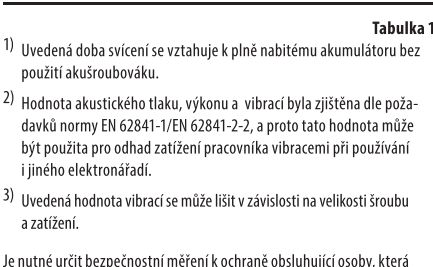 Tabulka 1
1) Uvedená doba svícení se vztahuje k plně nabitému akumulátoru bez
použití akušroubováku.
2) Hodnota akustického tlaku, výkonu a vibrací byla zjištěna dle poža-
davků normy EN 62841-1/EN 62841-2-2, a proto tato hodnota může
být použita pro odhad zatížení pracovníka vibracemi při používání
i jiného elektronářadí.
3) Uvedená hodnota vibrací se může lišit v závislosti na velikosti šroubu
a zatížení.
Je nutné určit bezpečnostní měření k ochraně obsluhující osoby, která